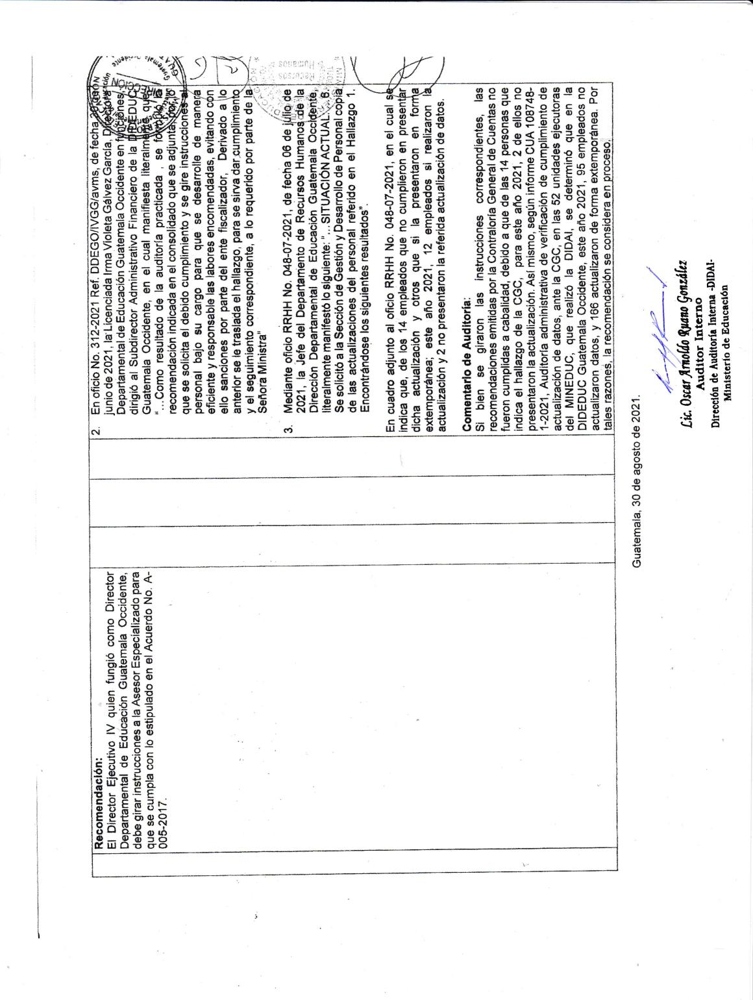 Recomendación:
El Director Ejecutivo IV quien fungió como Director
Departamental de Educación Guatemala Occidente,
debe girar instrucciones a la Asesor Especializado para
que se cumpla con lo estipulado en el Acuerdo No. A-
005-2017.
2. En oficio No. 312-2021 Ref. DDEGO/IVGG/avms, de fecha
junio de 2021, la Licenciada Irma Violeta Gálvez García, Directora
Departamental de Educación Guatemala Occidente en funciones,
dirigió al Subdirector Administrativo Financiero de la DIDEDUC
Guatemala Occidente, en el cual manifiesta literalmente que:
“…Como resultado de la auditoría practicada , se formuló la
recomendación indicada en el consolidado que se adjunta, por lo
que se solicita el debido cumplimiento y se gire instrucciones al
personal bajo su cargo para que se desarrolle de manera
eficiente y responsable las labores encomendadas, evitando con
ello sanciones por parte del ente fiscalizador, Derivado a lo
anterior se le traslada el hallazgo, para se sirva dar cumplimiento
y el seguimiento correspondiente, a lo requerido por parte de la
Señora Ministra”
3. Mediante oficio RRHH No. 048-07-2021, de fecha 06 de julio de
2021, la Jefe del Departamento de Recursos Humanos de la
Dirección Departamental de Educación Guatemala Occidente,
literalmente manifestó lo siguiente: “…SITUACIÓN ACTUAL: 6.
Se solicitó a la Sección de Gestión y Desarrollo de Personal copia
de las actualizaciones del personal referido en el Hallazgo 1.
Encontrándose los siguientes resultados”.
En cuadro adjunto al oficio RRHH No. 048-07-2021, en el cual se
indica que, de los 14 empleados que no cumplieron en presentar
dicha actualización y otros que si la presentaron en forma
extemporánea; este año 2021, 12 empleados si realizaron la
actualización y 2 no presentaron la referida actualización de datos.
Comentario de Auditoría:
Si bien se giraron las instrucciones correspondientes, las
recomendaciones emitidas por la Contraloría General de Cuentas no
fueron cumplidas a cabalidad, debido a que de las 14 personas que
indica el hallazgo de la CGC, para este año 2021, 2 de ellos no
presentaron la actualización. Así mismo, según informe CUA 108748-
1-2021, Auditoría administrativa de verificación de cumplimiento de
actualización de datos, ante la CGC, en las 52 unidades ejecutoras
del MINEDUC, que realizó la DIDAI, se determinó que en la
DIDEDUC Guatemala Occidente, este año 2021, 95 empleados no
actualizaron datos, y 166 actualizaron de forma extemporánea. Por
tales razones, la recomendación se considera en proceso.
Guatemala, 30 de agosto de 2021.
Lic. Oscar Arnoldo Ruano González
Auditor Interno
Dirección de Auditoría Interna -DIDAI-
Ministerio de Educación